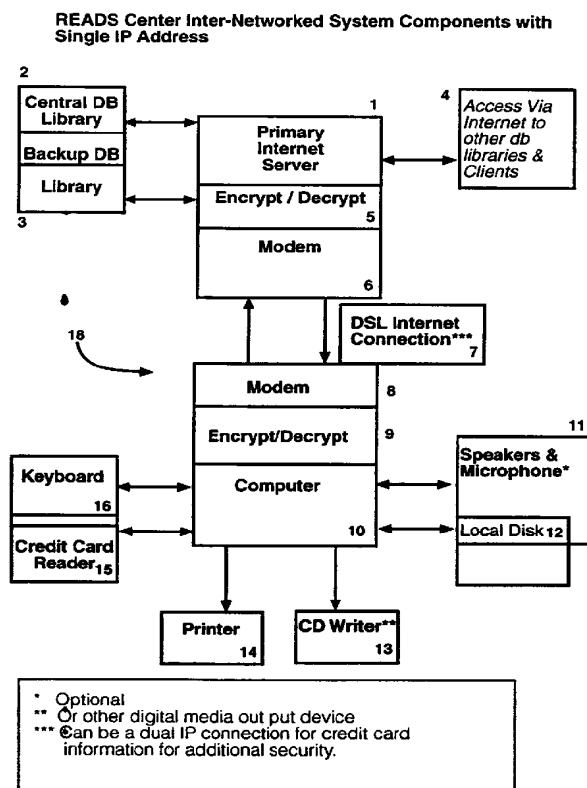 READS Center Inter-Networked System Components with
Single IP Address
2
Central DB
Library
Backup DB
Library
3
1
Primary
Internet
Server
Encrypt / Decrypt
5
Modem
6
4
Access Via
Internet to
other db
libraries &
Clients
DSL Internet
Connection***
7
18
Modem
8
Encrypt/Decrypt
9
Computer
10
Keyboard
16
Credit Card
Reader 15
11
Speakers &
Microphone*
Local Disk 12
Printer
14
CD Writer**
13
* Optional
** Or other digital media out put device
*** Can be a dual IP connection for credit card
information for additional security.